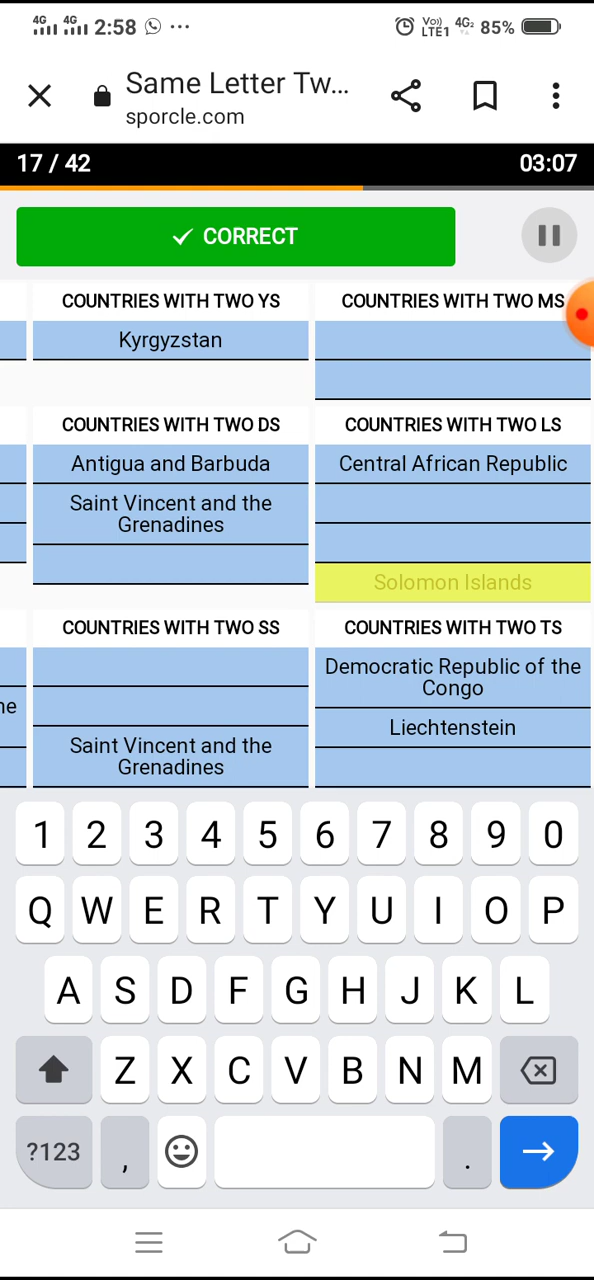 4G 4G 2:58 ... Vo)) LTE1 4G2 85%
Same Letter Tw...
sporcle.com
17 / 42 03:07
CORRECT
COUNTRIES WITH TWO YS COUNTRIES WITH TWO MS
Kyrgyzstan
COUNTRIES WITH TWO DS COUNTRIES WITH TWO LS
Antigua and Barbuda Central African Republic
Saint Vincent and the
Grenadines
Solomon Islands
COUNTRIES WITH TWO SS COUNTRIES WITH TWO TS
Democratic Republic of the
Congo
Liechtenstein
Saint Vincent and the
Grenadines
1 2 3 4 5 6 7 8 9 0
Q W E R T Y U I O P
A S D F G H J K L
Z X C V B N M
?123 , .